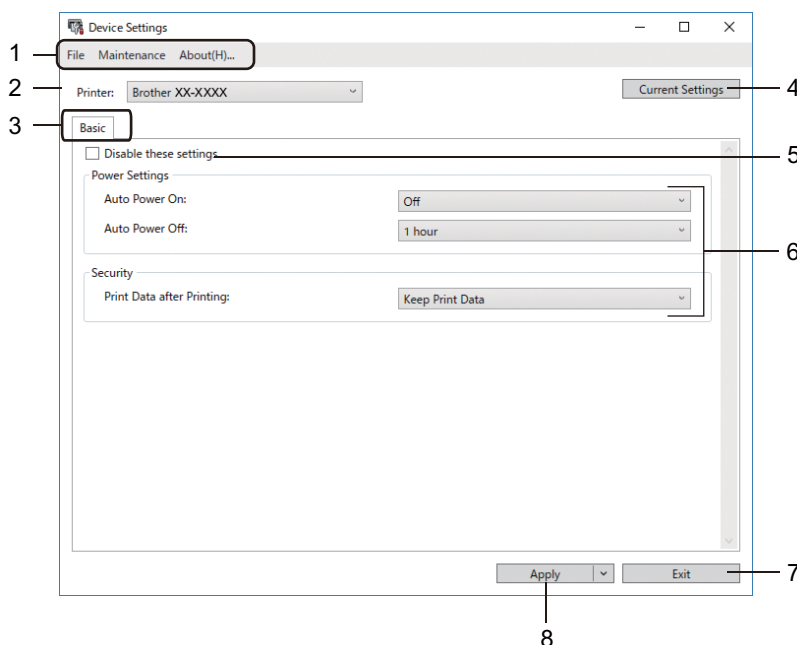 Device Settings
1 File Maintenance About(H)...
2 Printer: Brother XX-XXXX Current Settings 4
3 Basic
Disable these settings 5
Power Settings
Auto Power On: Off
Auto Power Off: 1 hour
6
Security
Print Data after Printing: Keep Print Data
Apply Exit 7
8